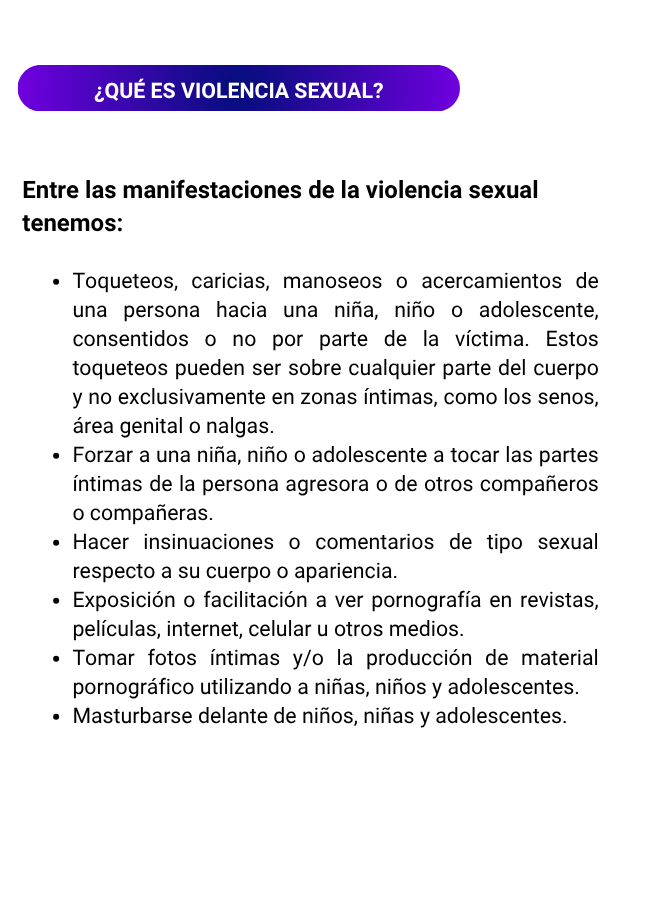 ¿QUÉ ES VIOLENCIA SEXUAL?
Entre las manifestaciones de la violencia sexual
tenemos:
• Toqueteos, caricias, manoseos o acercamientos de
una persona hacia una niña, niño o adolescente,
consentidos o no por parte de la víctima. Estos
toqueteos pueden ser sobre cualquier parte del cuerpo
y no exclusivamente en zonas íntimas, como los senos,
área genital o nalgas.
• Forzar a una niña, niño o adolescente a tocar las partes
íntimas de la persona agresora o de otros compañeros
o compañeras.
• Hacer insinuaciones o comentarios de tipo sexual
respecto a su cuerpo o apariencia.
• Exposición o facilitación a ver pornografía en revistas,
películas, internet, celular u otros medios.
• Tomar fotos íntimas y/o la producción de material
pornográfico utilizando a niñas, niños y adolescentes.
• Masturbarse delante de niños, niñas y adolescentes.